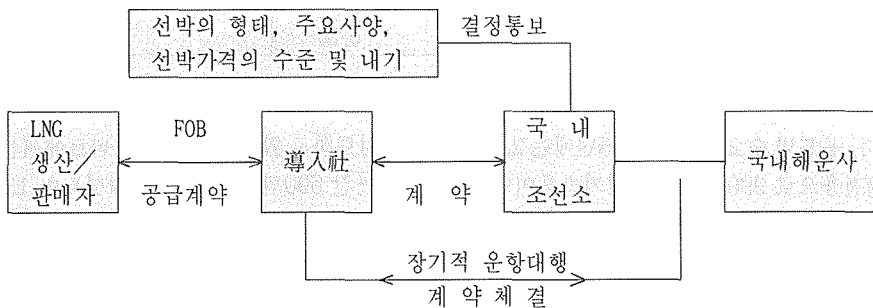 선박의 형태, 주요사양,
선박가격의 수준 및 내기
결정통보
LNG
생산/
판매자
FOB
공급계약
導入社
계 약
국 내
조선소
국내해운사
장기적 운항대행
계 약 체 결